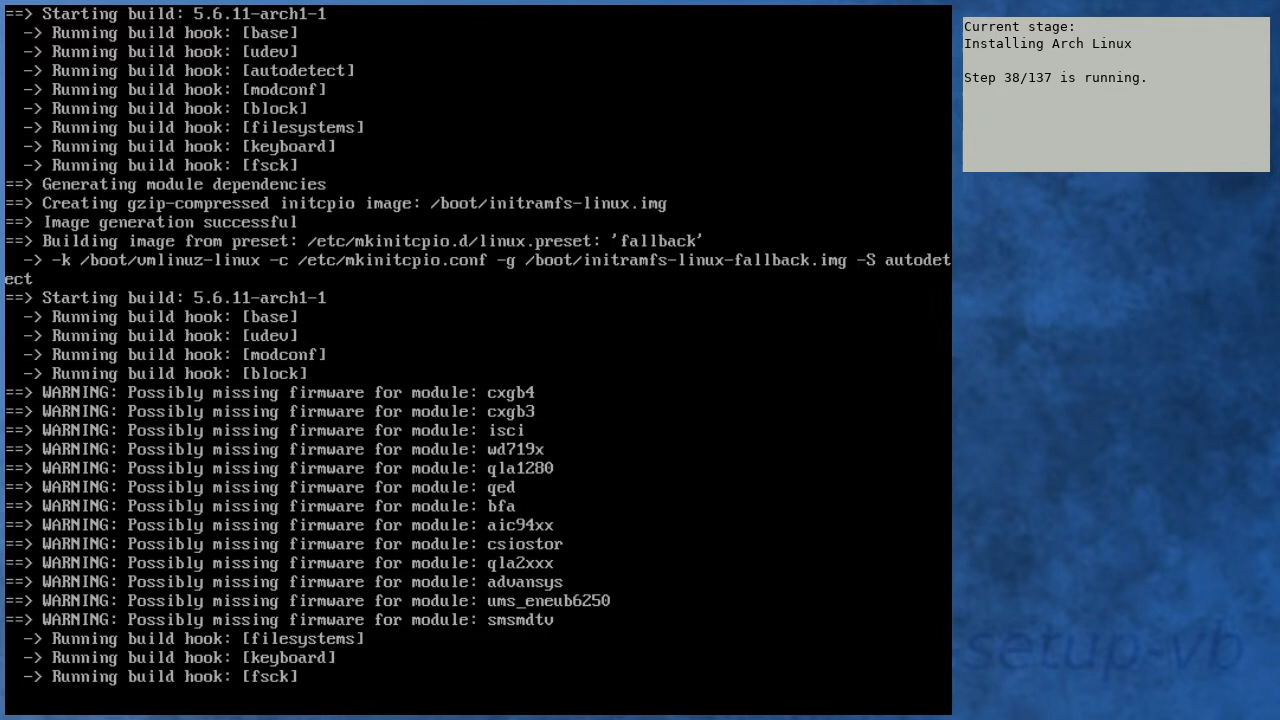 ==> Starting build: 5.6.11-arch1-1
  -> Running build hook: [base]
  -> Running build hook: [udev]
  -> Running build hook: [autodetect]
  -> Running build hook: [modconf]
  -> Running build hook: [block]
  -> Running build hook: [filesystems]
  -> Running build hook: [keyboard]
  -> Running build hook: [fsck]
==> Generating module dependencies
==> Creating gzip-compressed initcpio image: /boot/initramfs-linux.img
==> Image generation successful
==> Building image from preset: /etc/mkinitcpio.d/linux.preset: 'fallback'
  -> -k /boot/vmlinuz-linux -c /etc/mkinitcpio.conf -g /boot/initramfs-linux-fallback.img -S autodet
ect
==> Starting build: 5.6.11-arch1-1
  -> Running build hook: [base]
  -> Running build hook: [udev]
  -> Running build hook: [modconf]
  -> Running build hook: [block]
==> WARNING: Possibly missing firmware for module: cxgb4
==> WARNING: Possibly missing firmware for module: cxgb3
==> WARNING: Possibly missing firmware for module: isci
==> WARNING: Possibly missing firmware for module: wd719x
==> WARNING: Possibly missing firmware for module: qla1280
==> WARNING: Possibly missing firmware for module: qed
==> WARNING: Possibly missing firmware for module: bfa
==> WARNING: Possibly missing firmware for module: aic94xx
==> WARNING: Possibly missing firmware for module: csiostor
==> WARNING: Possibly missing firmware for module: qla2xxx
==> WARNING: Possibly missing firmware for module: advansys
==> WARNING: Possibly missing firmware for module: ums_eneub6250
==> WARNING: Possibly missing firmware for module: smsmdtv
  -> Running build hook: [filesystems]
  -> Running build hook: [keyboard]
  -> Running build hook: [fsck]
Current stage:
Installing Arch Linux
Step 38/137 is running.
setup-vb